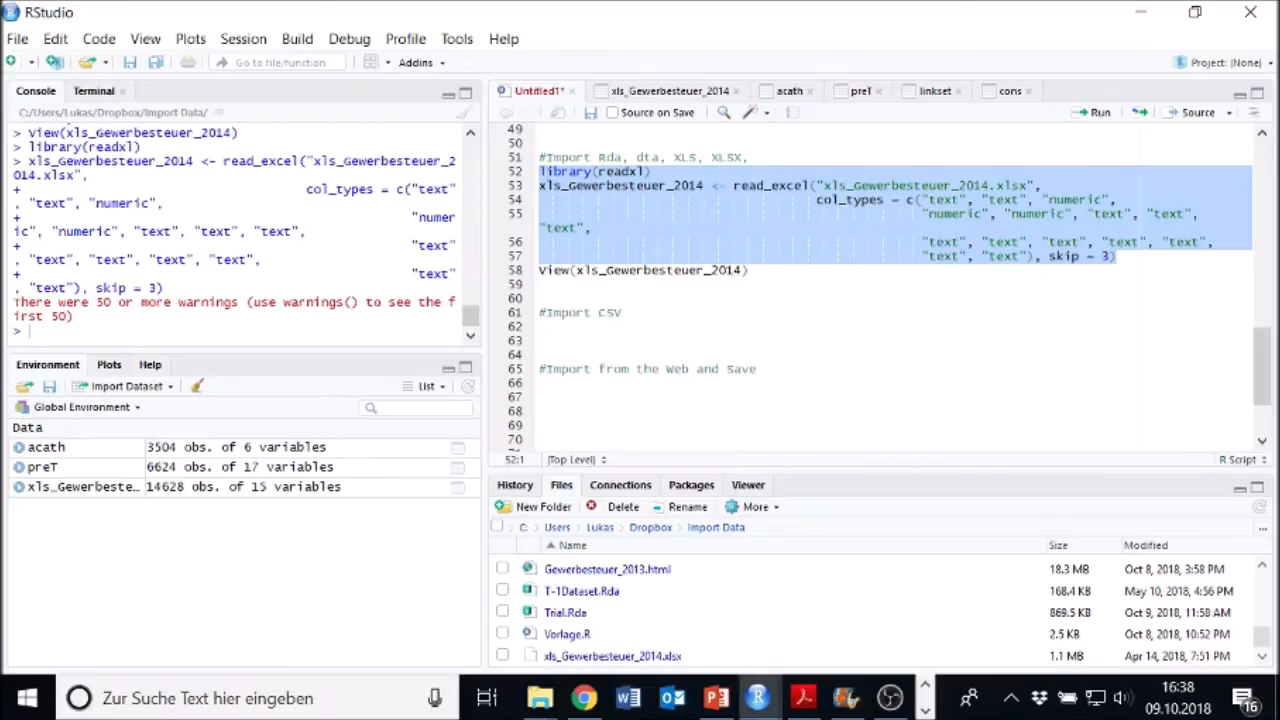 RStudio
File Edit Code View Plots Session Build Debug Profile Tools Help
Go to file/function Addins Project: (None)
Console Terminal
C:/Users/Lukas/Dropbox/Import Data/
> View(xls_Gewerbesteuer_2014)
> library(readxl)
> xls_Gewerbesteuer_2014 <- read_excel("xls_Gewerbesteuer_2
014.xlsx",
+ col_types = c("text"
, "text", "numeric",
+ "numer
ic", "numeric", "text", "text", "text",
+ "text"
, "text", "text", "text", "text",
+ "text"
, "text"), skip = 3)
There were 50 or more warnings (use warnings() to see the f
irst 50)
>
Environment Plots Help
Import Dataset List
Global Environment
Data
acath 3504 obs. of 6 variables
preT 6624 obs. of 17 variables
xls_Gewerbeste… 14628 obs. of 15 variables
Untitled1* xls_Gewerbesteuer_2014 acath preT linkset cons
Source on Save Run Source
49
50
51 #Import Rda, dta, XLS, XLSX,
52 library(readxl)
53 xls_Gewerbesteuer_2014 <- read_excel("xls_Gewerbesteuer_2014.xlsx",
54 col_types = c("text", "text", "numeric",
55 "numeric", "numeric", "text", "text",
"text",
56 "text", "text", "text", "text", "text",
57 "text", "text"), skip = 3)
58 View(xls_Gewerbesteuer_2014)
59
60
61 #Import CSV
62
63
64
65 #Import from the Web and Save
66
67
68
69
70
52:1 (Top Level) R Script
History Files Connections Packages Viewer
New Folder Delete Rename More
C: Users Lukas Dropbox Import Data ...
Name Size Modified
Gewerbesteuer_2013.html 18.3 MB Oct 8, 2018, 3:58 PM
T-1Dataset.Rda 168.4 KB May 10, 2018, 4:56 PM
Trial.Rda 869.5 KB Oct 9, 2018, 11:58 AM
Vorlage.R 2.5 KB Oct 8, 2018, 10:52 PM
xls_Gewerbesteuer_2014.xlsx 1.1 MB Apr 14, 2018, 7:51 PM
Zur Suche Text hier eingeben
16:38
09.10.2018
16